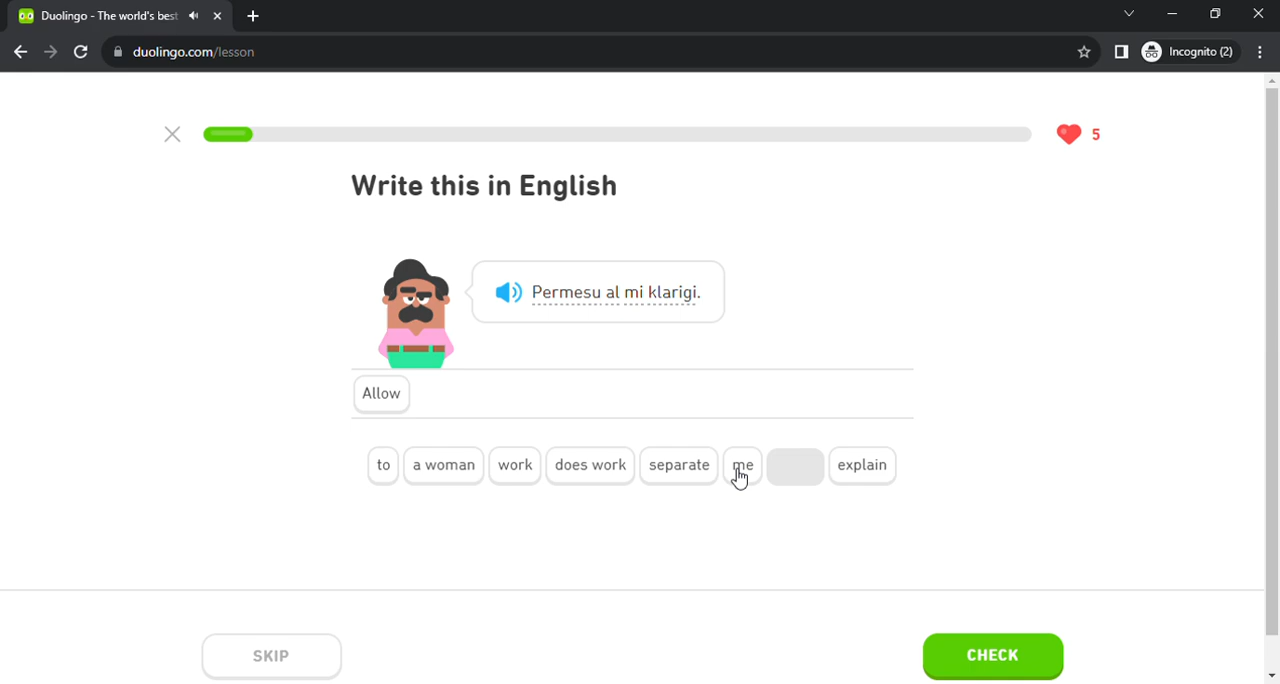 Duolingo - The world's best
duolingo.com/lesson
Incognito (2)
5
Write this in English
Permesu al mi klarigi.
Allow
to a woman work does work separate me explain
SKIP
CHECK